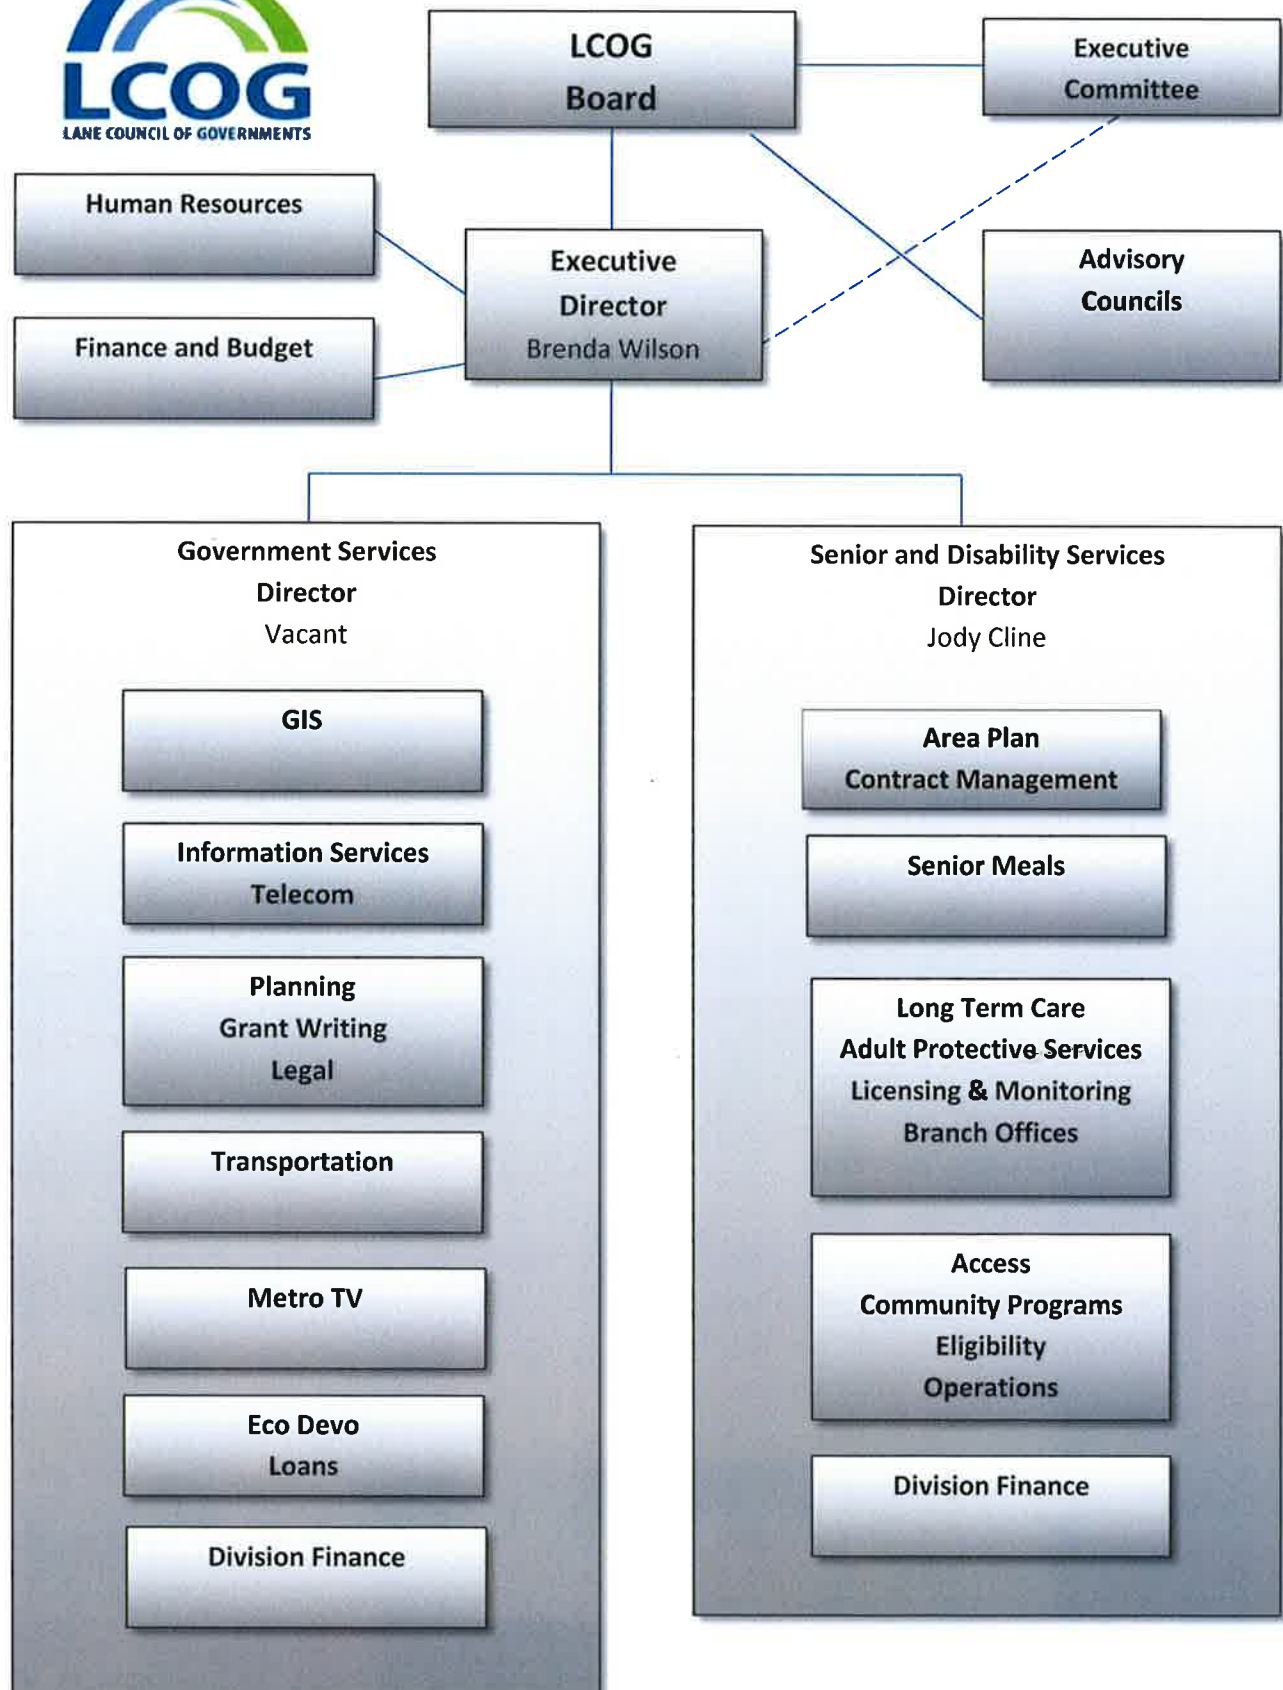 LCOG
LANE COUNCIL OF GOVERNMENTS
LCOG
Board
Executive
Committee
Human Resources
Executive
Director
Brenda Wilson
Advisory
Councils
Finance and Budget
Government Services
Director
Vacant
GIS
Information Services
Telecom
Planning
Grant Writing
Legal
Transportation
Metro TV
Eco Devo
Loans
Division Finance
Senior and Disability Services
Director
Jody Cline
Area Plan
Contract Management
Senior Meals
Long Term Care
Adult Protective Services
Licensing & Monitoring
Branch Offices
Access
Community Programs
Eligibility
Operations
Division Finance